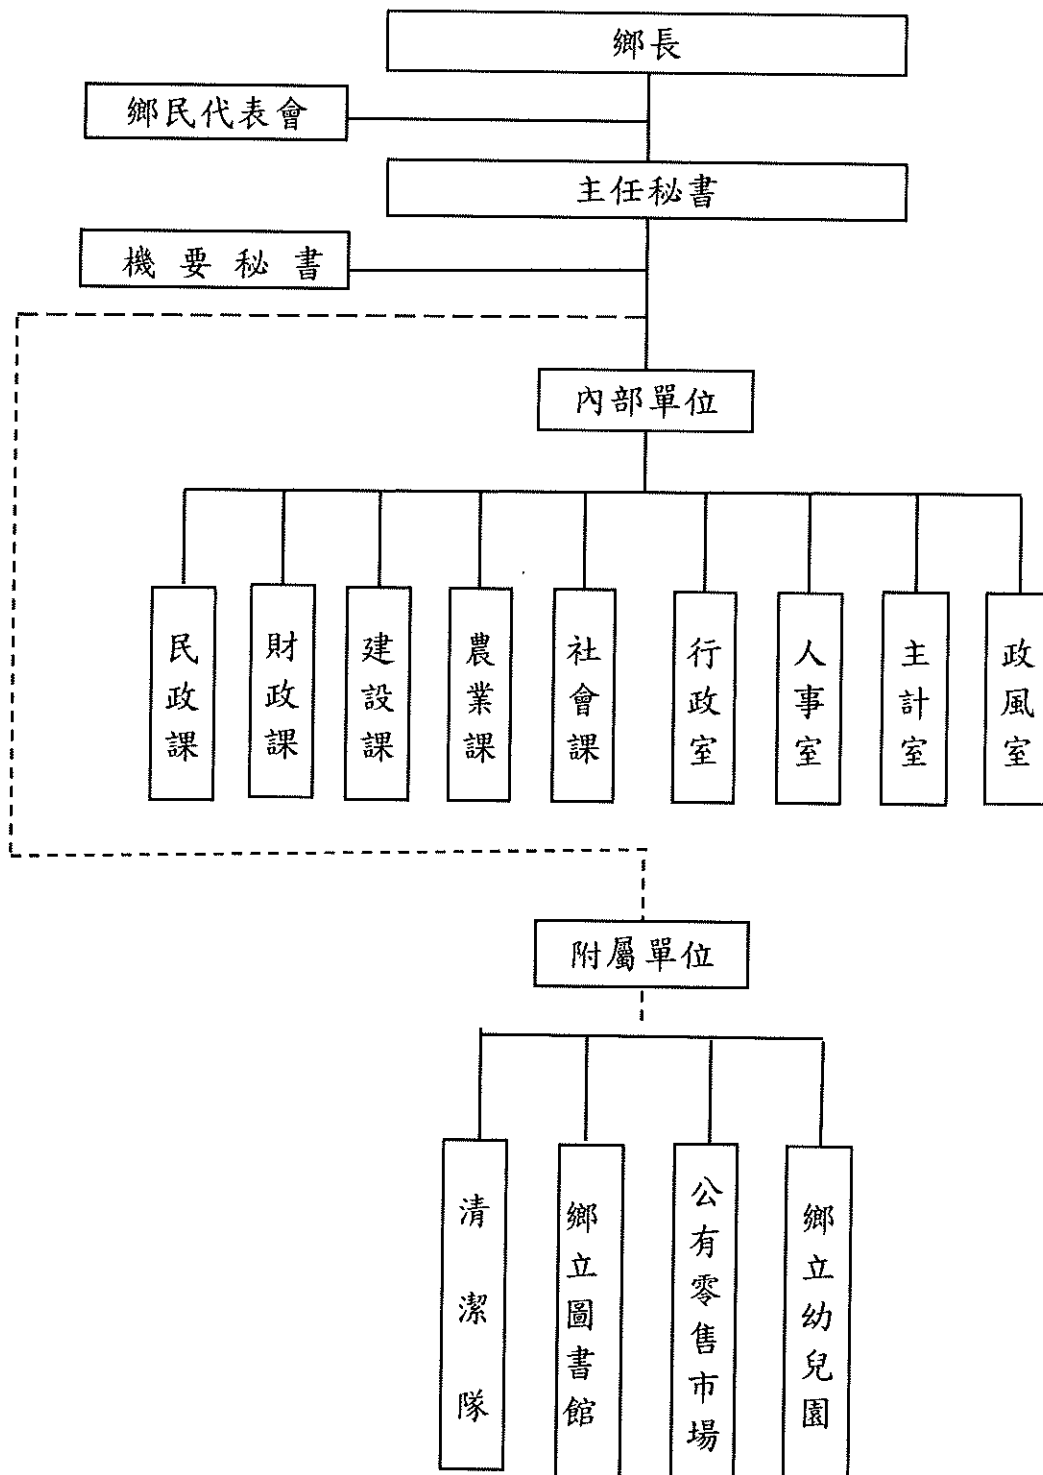 鄉長
鄉民代表會
主任秘書
機要秘書
內部單位
民政課
財政課
建設課
農業課
社會課
行政室
人事室
主計室
政風室
附屬單位
清潔隊
鄉立圖書館
公有零售市場
鄉立幼兒園